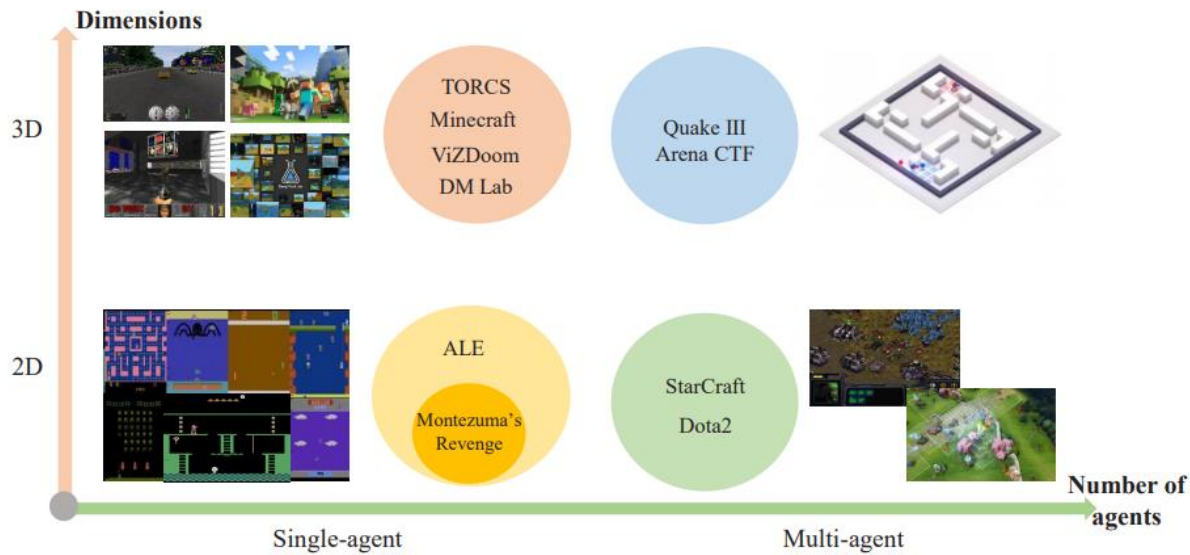 Dimensions
3D
TORCS
Minecraft
ViZDoom
DM Lab
Quake III
Arena CTF
2D
ALE
Montezuma's
Revenge
StarCraft
Dota2
Number of
agents
Single-agent
Multi-agent